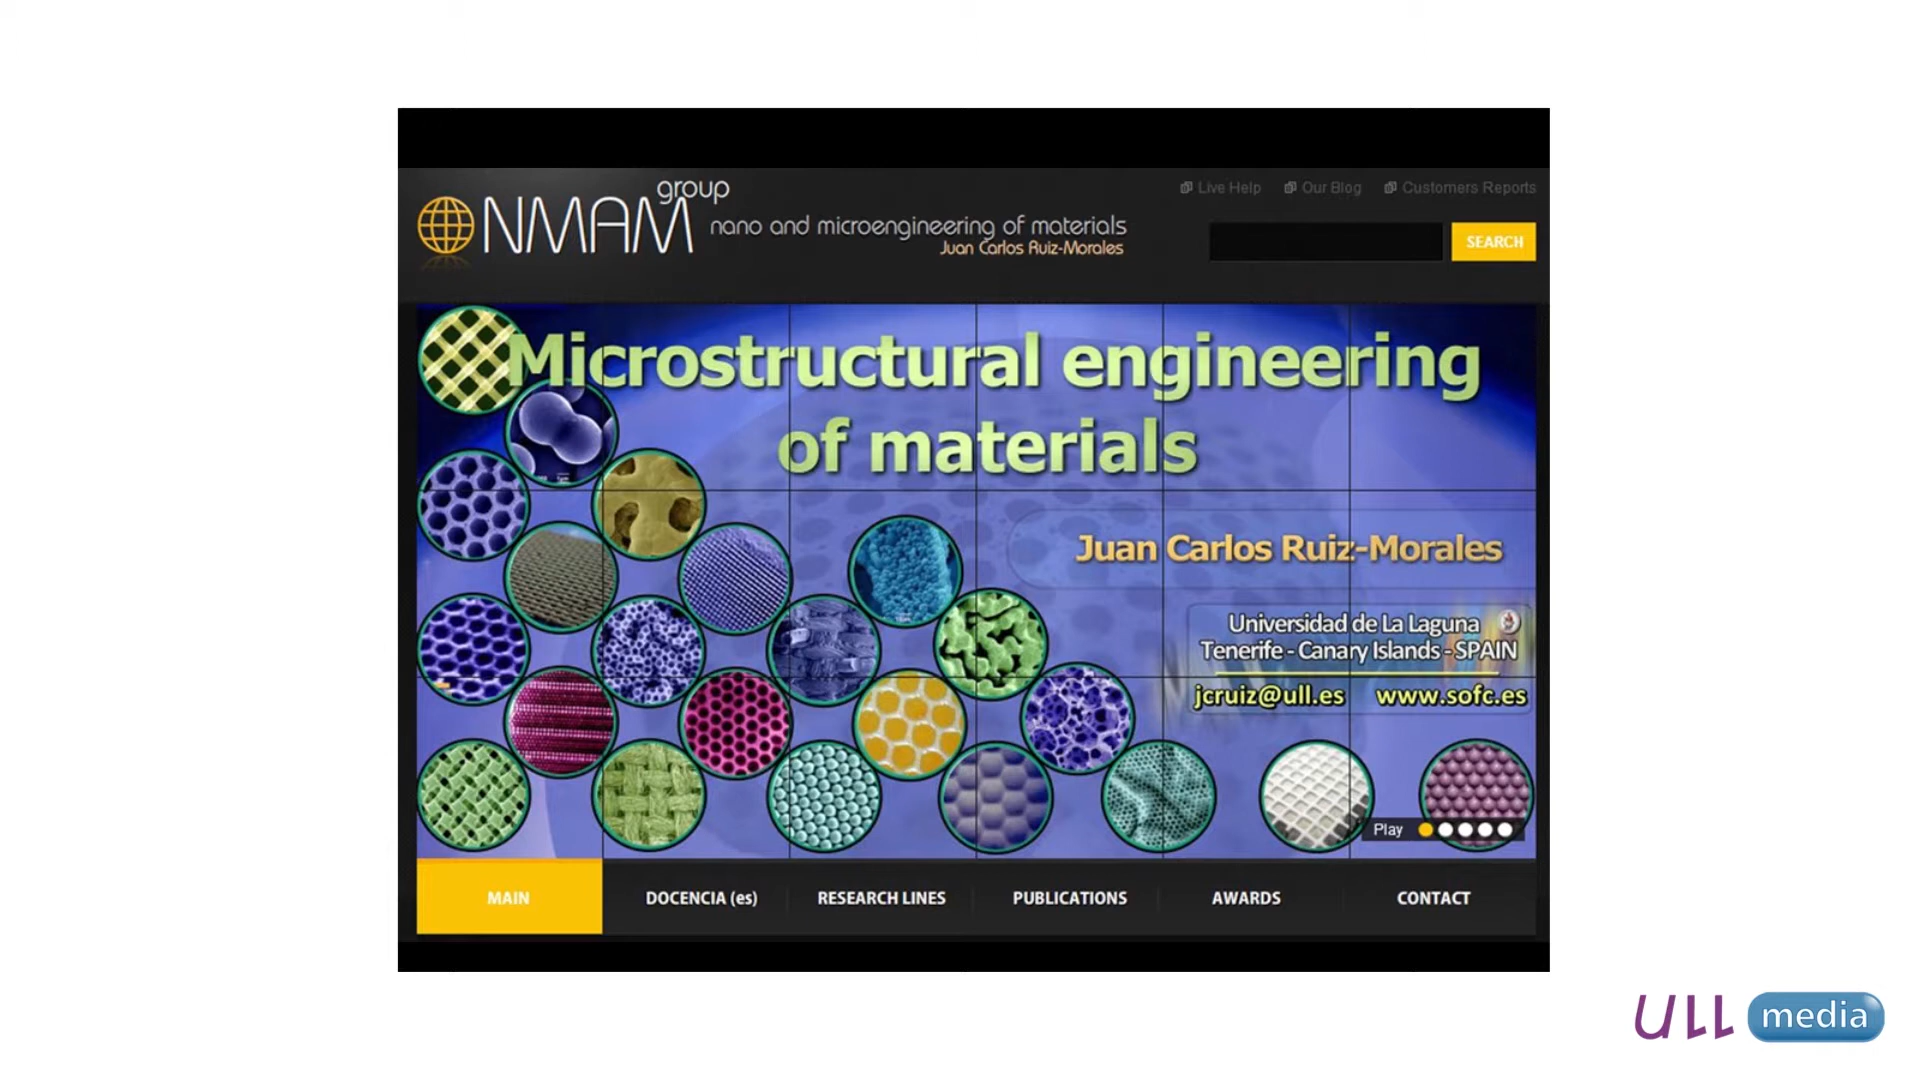 group
NMAM
nano and microengineering of materials
Juan Carlos Ruiz-Morales
Live Help Our Blog Customers Reports
SEARCH
Microstructural engineering
of materials
Juan Carlos Ruiz-Morales
Universidad de La Laguna
Tenerife - Canary Islands - SPAIN
jcruiz@ull.es www.sofc.es
Play
MAIN DOCENCIA (es) RESEARCH LINES PUBLICATIONS AWARDS CONTACT
ULL media